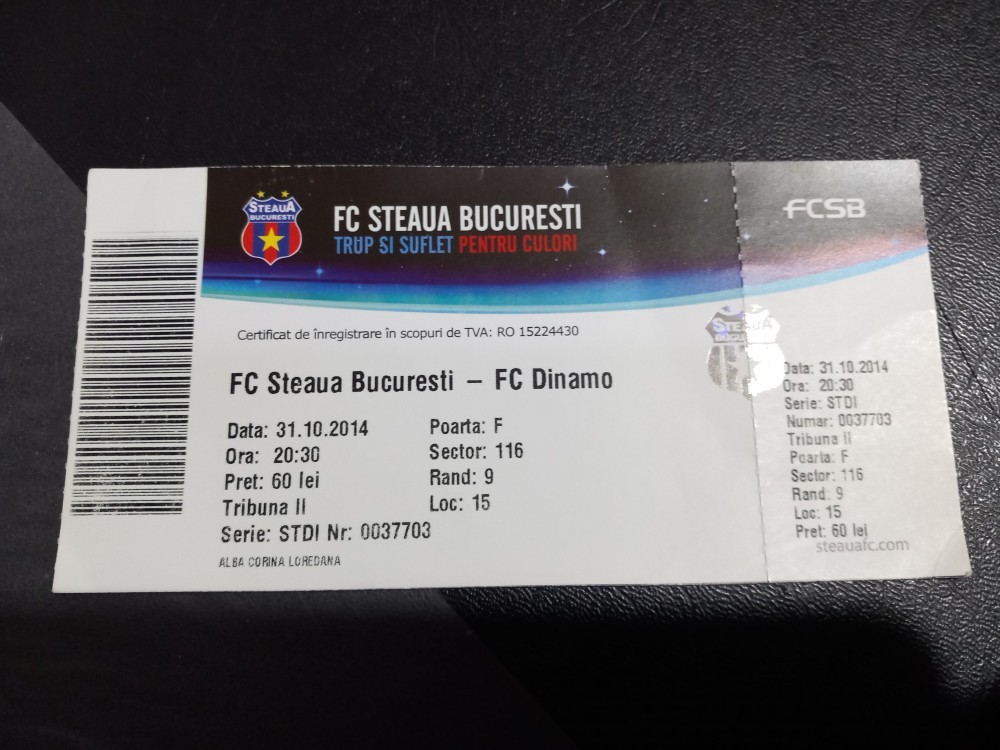 STEAUA
BUCURESTI
FC STEAUA BUCURESTI
TRUP SI SUFLET PENTRU CULORI
FCSB
Certificat de înregistrare în scopuri de TVA: RO 15224430
STEAUA
FC Steaua Bucuresti – FC Dinamo
Data: 31.10.2014
Ora: 20:30
Pret: 60 lei
Tribuna II
Serie: STDI Nr: 0037703
Poarta: F
Sector: 116
Rand: 9
Loc: 15
ALBA CORINA LOREDANA
Data: 31.10.2014
Ora: 20:30
Serie: STDI
Numar: 0037703
Tribuna II
Poarta: F
Sector: 116
Rand: 9
Loc: 15
Pret: 60 lei
steauafc.com